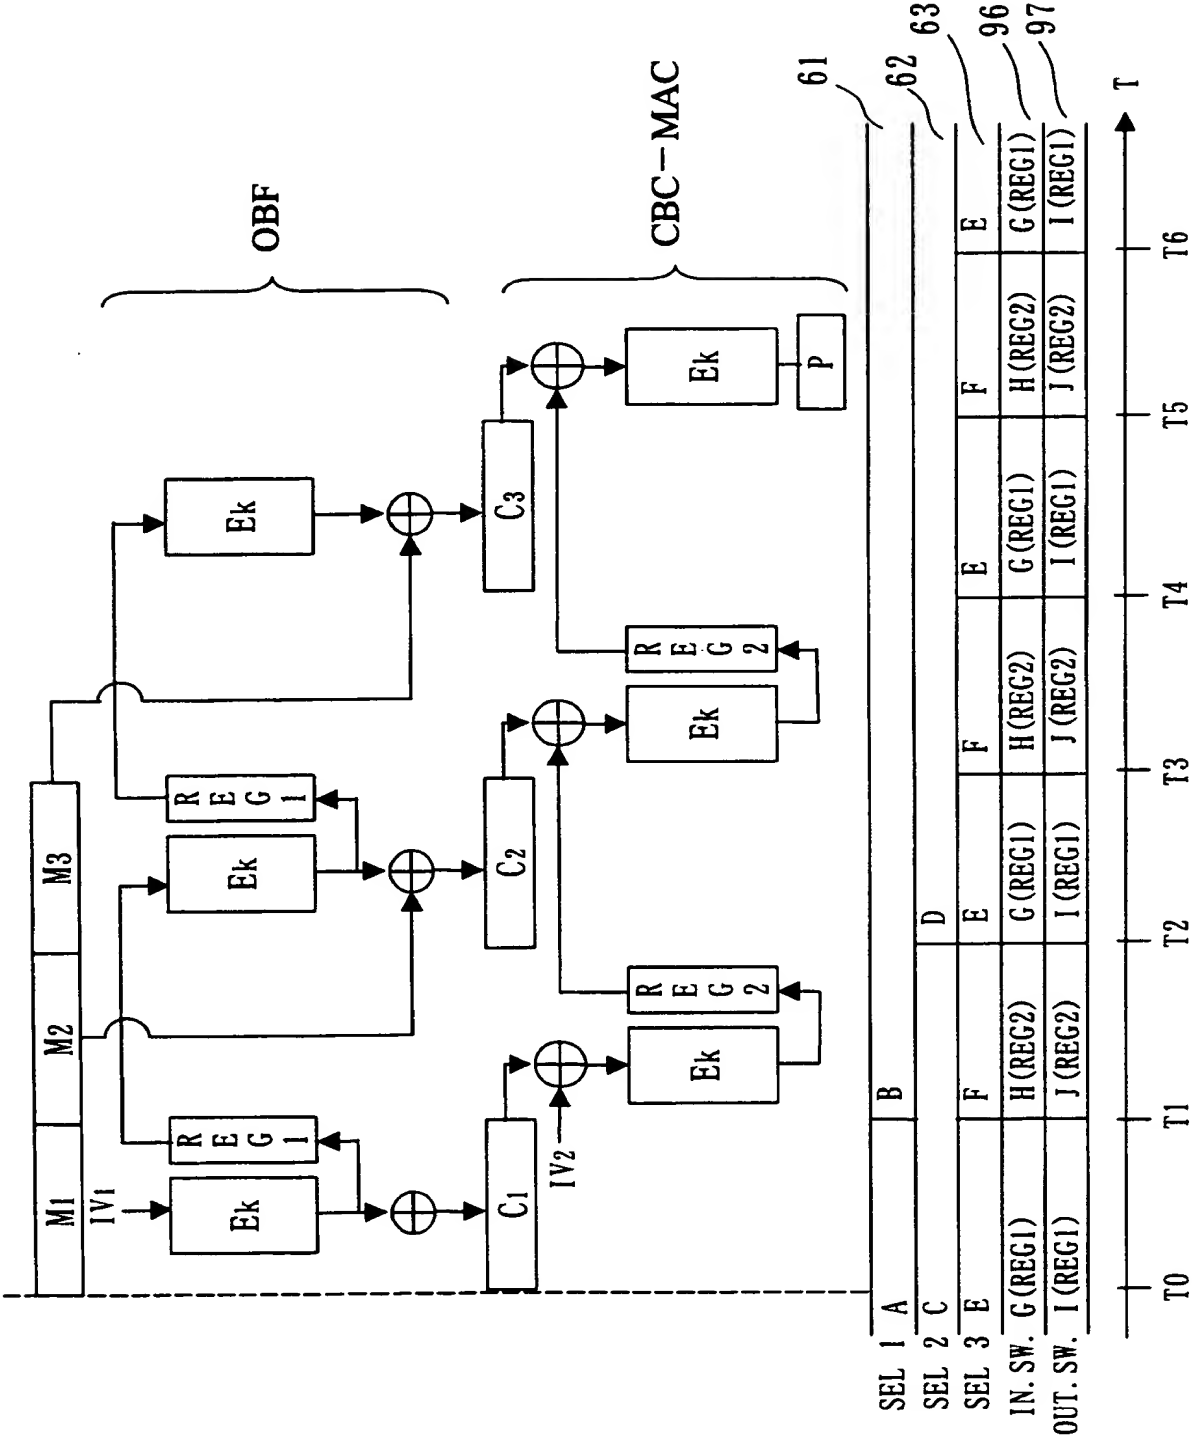 M1
M2
M3
IV1
Ek
REG1
Ek
REG1
Ek
OBF
C1
C2
C3
IV2
Ek
REG2
Ek
REG2
Ek
P
CBC-MAC
SEL 1 A B 61
SEL 2 C D 62
SEL 3 E F E F E F E 63
IN. SW. G(REG1) H(REG2) G(REG1) H(REG2) G(REG1) H(REG2) G(REG1) 96
OUT. SW. I(REG1) J(REG2) I(REG1) J(REG2) I(REG1) J(REG2) I(REG1) 97
T0 T1 T2 T3 T4 T5 T6 T